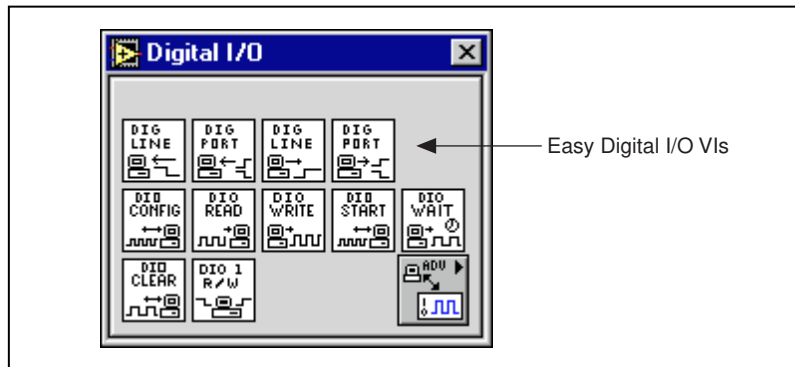 Digital I/O
DIG LINE
DIG PORT
DIG LINE
DIG PORT
Easy Digital I/O VIs
DIO CONFIG
DIO READ
DIO WRITE
DIO START
DIO WAIT
DIO CLEAR
DIO 1 R/W
ADV